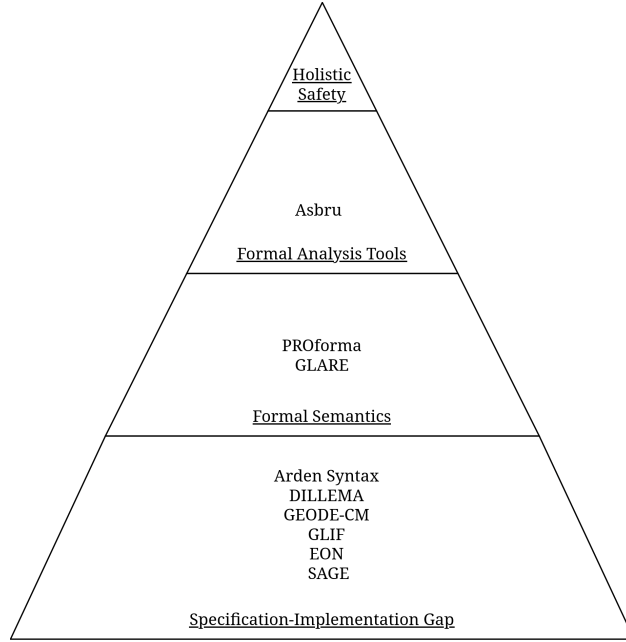 Holistic
Safety
Asbru
Formal Analysis Tools
PROforma
GLARE
Formal Semantics
Arden Syntax
DILLEMA
GEODE-CM
GLIF
EON
SAGE
Specification-Implementation Gap